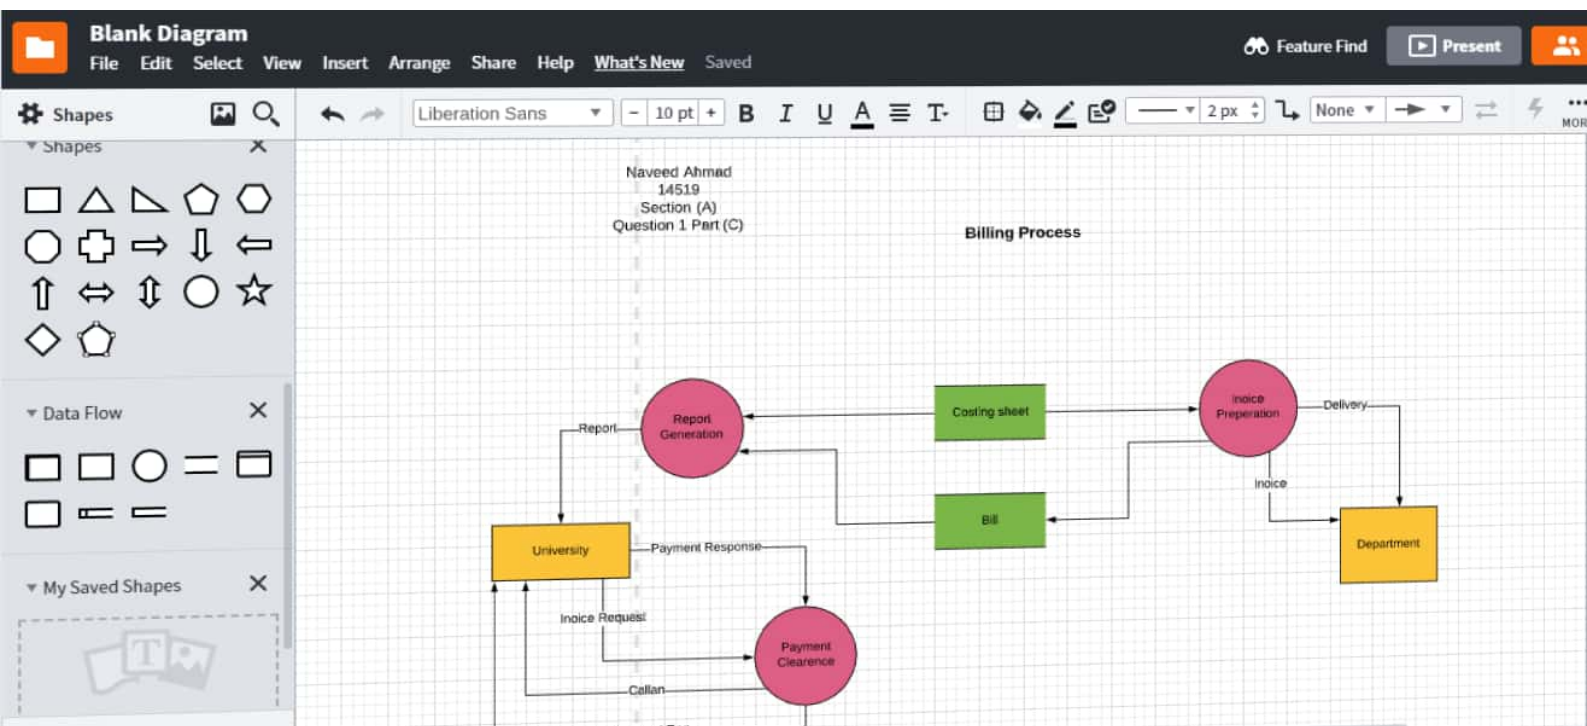 Blank Diagram
File Edit Select View Insert Arrange Share Help What's New Saved
Feature Find
Present
Shapes
Liberation Sans
10 pt
B I U A T
2 px
None
MOR
Shapes
Data Flow
My Saved Shapes
T
Naveed Ahmad
14519
Section (A)
Question 1 Part (C)
Billing Process
Report
Generation
Report
Costing sheet
Inoice
Preperation
Delivery
Inoice
Bill
Department
University
Payment Response
Inoice Request
Payment
Clearence
Callan